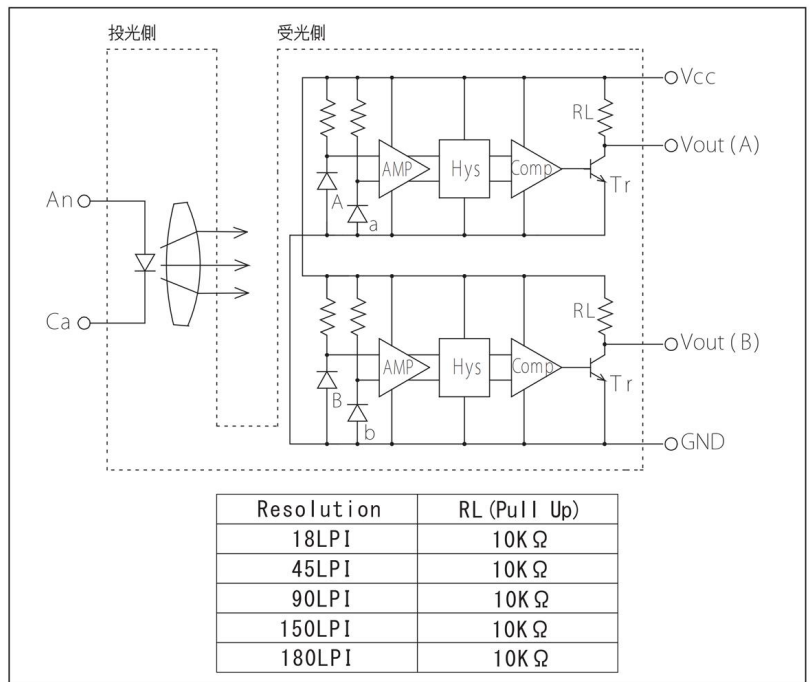 投光側
受光側
Vcc
RL
Vout (A)
AMP
Hys
Comp
Tr
A
a
An
Ca
RL
Vout (B)
AMP
Hys
Comp
Tr
B
b
GND
Resolution RL (Pull Up)
18LPI 10KΩ
45LPI 10KΩ
90LPI 10KΩ
150LPI 10KΩ
180LPI 10KΩ